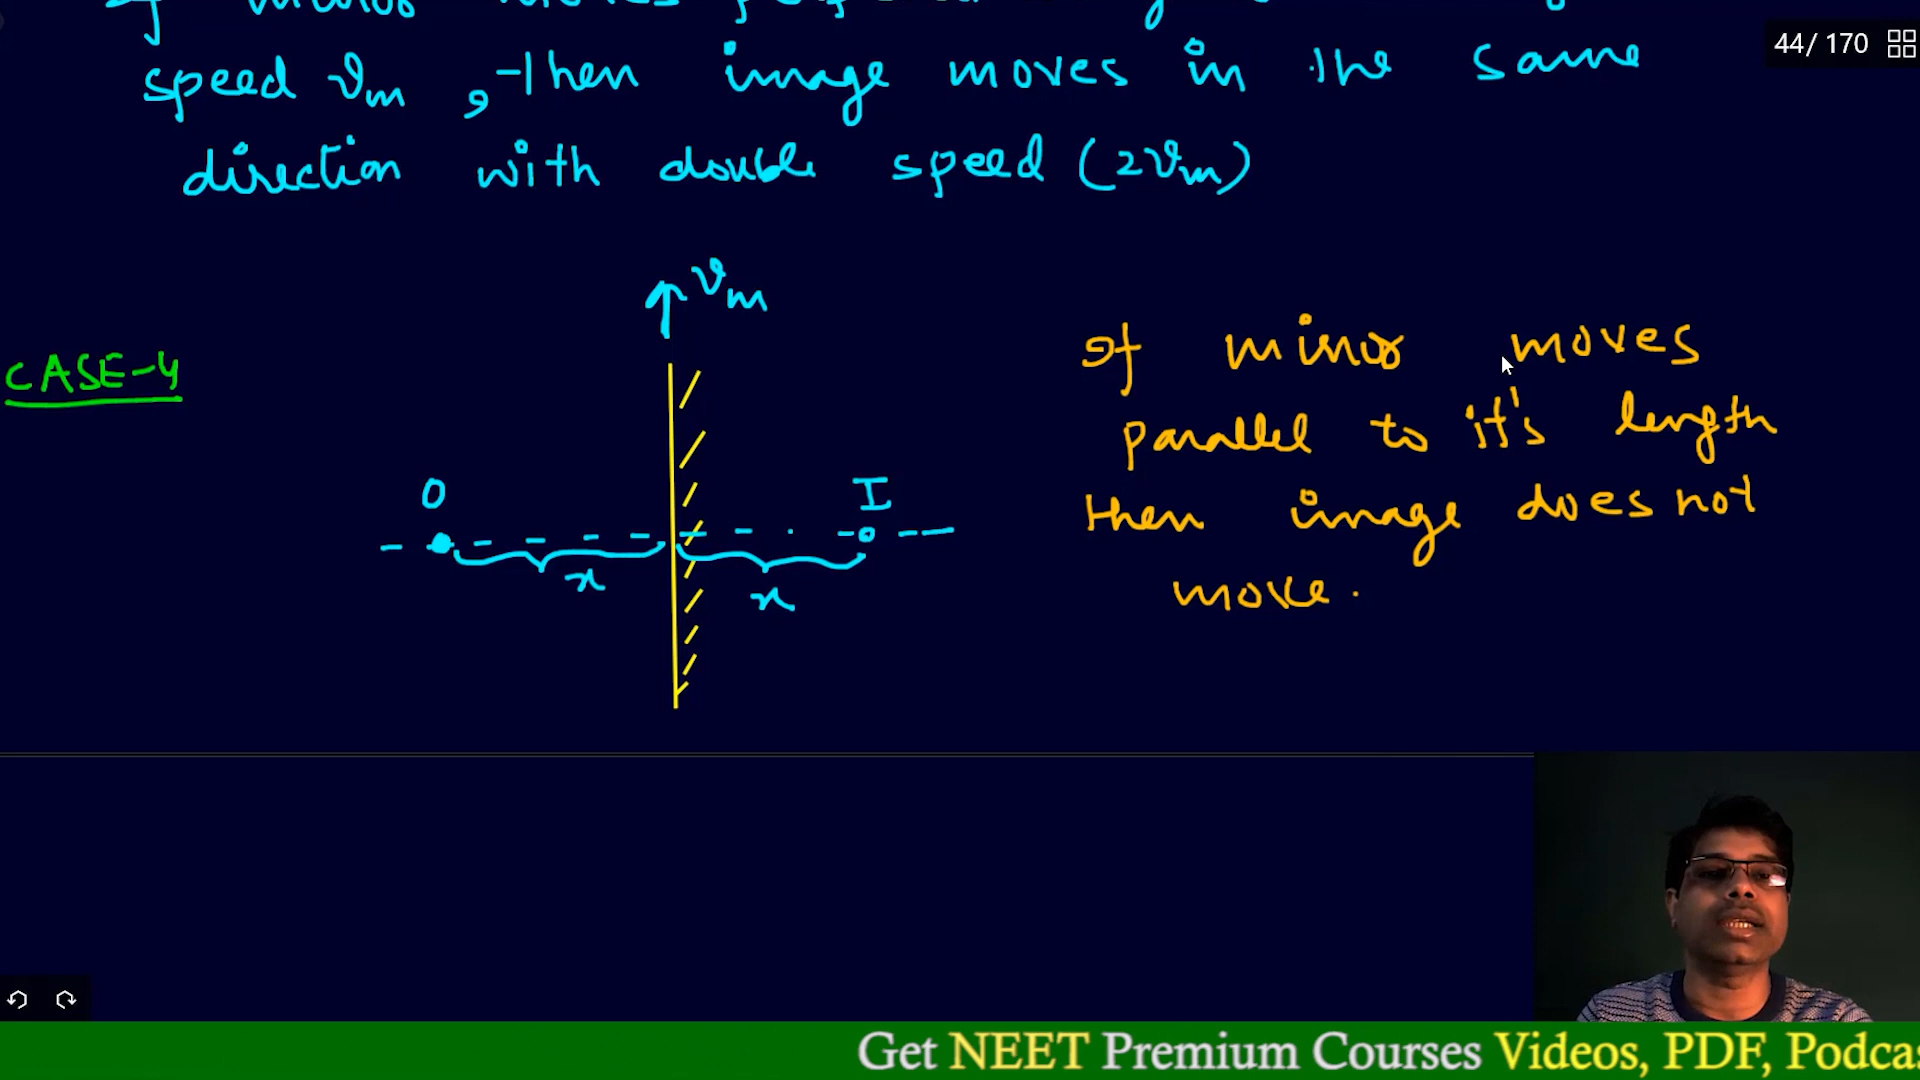 speed vm, then image moves in the same
direction with double speed (2vm)
44/ 170
vm
CASE-4
O
I
x
x
If mirror moves
parallel to it's length
then image does not
move.
Get NEET Premium Courses Videos, PDF, Podcas